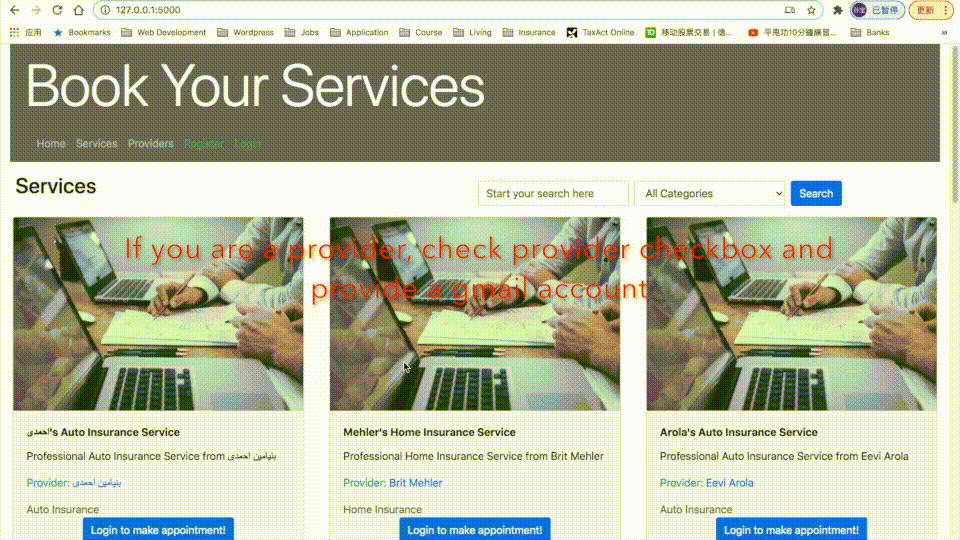 127.0.0.1:5000
已暂停
更新
应用
Bookmarks
Web Development
Wordpress
Jobs
Application
Course
Living
Insurance
TaxAct Online
移动股票交易 | 德...
平甩功10分鐘練習...
Banks
»
Book Your Services
Home Services Providers Register Login
Services
Start your search here
All Categories
Search
If you are a provider, check provider checkbox and
provide a gmail account
احمدی's Auto Insurance Service
Professional Auto Insurance Service from بنیامین احمدی
Provider: بنیامین احمدی
Auto Insurance
Login to make appointment!
Mehler's Home Insurance Service
Professional Home Insurance Service from Brit Mehler
Provider: Brit Mehler
Home Insurance
Login to make appointment!
Arola's Auto Insurance Service
Professional Auto Insurance Service from Eevi Arola
Provider: Eevi Arola
Auto Insurance
Login to make appointment!